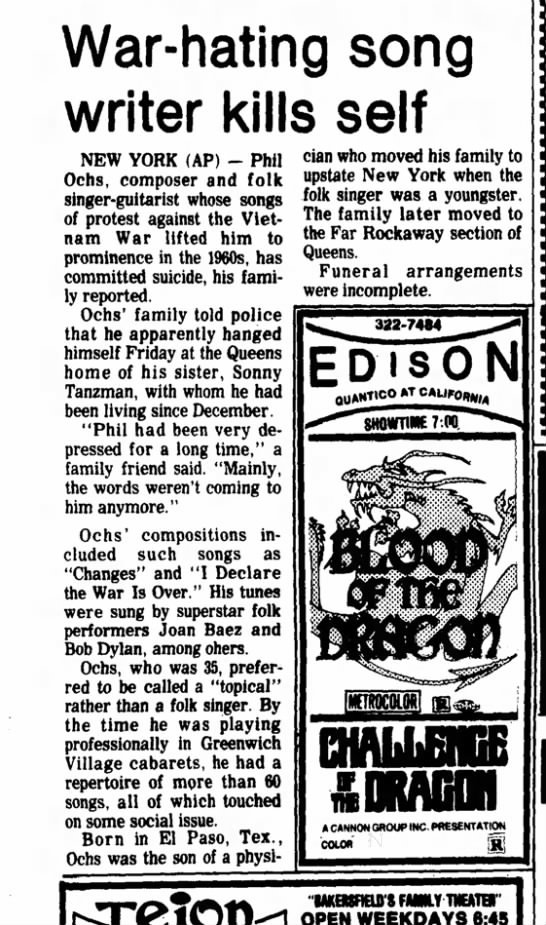 War-hating song
writer kills self
NEW YORK (AP) — Phil
Ochs, composer and folk
singer-guitarist whose songs
of protest against the Viet-
nam War lifted him to
prominence in the 1960s, has
committed suicide, his fami-
ly reported.
Ochs' family told police
that he apparently hanged
himself Friday at the Queens
home of his sister, Sonny
Tanzman, with whom he had
been living since December.
"Phil had been very de-
pressed for a long time," a
family friend said. "Mainly,
the words weren't coming to
him anymore."
Ochs' compositions in-
cluded such songs as
"Changes" and "I Declare
the War Is Over." His tunes
were sung by superstar folk
performers Joan Baez and
Bob Dylan, among ohers.
Ochs, who was 35, prefer-
red to be called a "topical"
rather than a folk singer. By
the time he was playing
professionally in Greenwich
Village cabarets, he had a
repertoire of more than 60
songs, all of which touched
on some social issue.
Born in El Paso, Tex.,
Ochs was the son of a physi-
cian who moved his family to
upstate New York when the
folk singer was a youngster.
The family later moved to
the Far Rockaway section of
Queens.
Funeral arrangements
were incomplete.
322-7484
EDISON
QUANTICO AT CALIFORNIA
SHOWTIME 7:00
BLOOD
OF THE
DRAGON
METROCOLOR R
CHALLENGE
OF THE DRAGON
A CANNON GROUP INC. PRESENTATION
COLOR R
Tejon
"BAKERSFIELD'S FAMILY THEATER"
OPEN WEEKDAYS 6:45